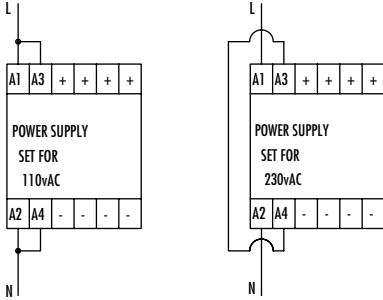 L
A1 A3 + + + +
POWER SUPPLY
SET FOR
110vAC
A2 A4 - - - -
N
L
A1 A3 + + + +
POWER SUPPLY
SET FOR
230vAC
A2 A4 - - - -
N